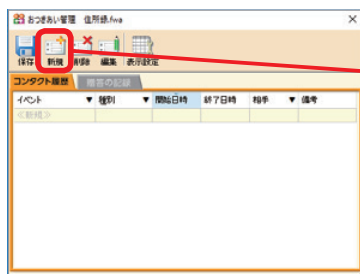 おつきあい管理 住所録.fwa
保存 新規 削除 編集 表示設定
コンタクト履歴 贈答の記録
イベント 種別 開始日時 終了日時 相手 備考
<新規>